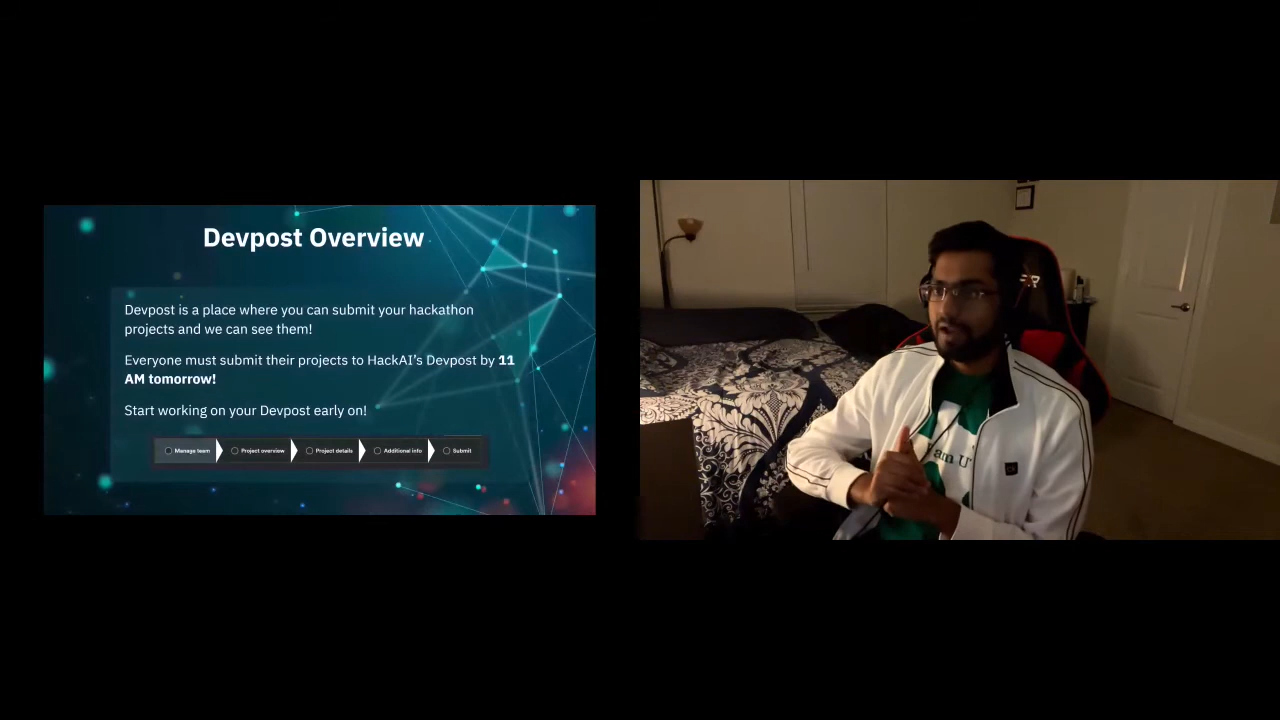 Devpost Overview
Devpost is a place where you can submit your hackathon
projects and we can see them!
Everyone must submit their projects to HackAI’s Devpost by 11
AM tomorrow!
Start working on your Devpost early on!
Manage team Project overview Project details Additional info Submit
am U